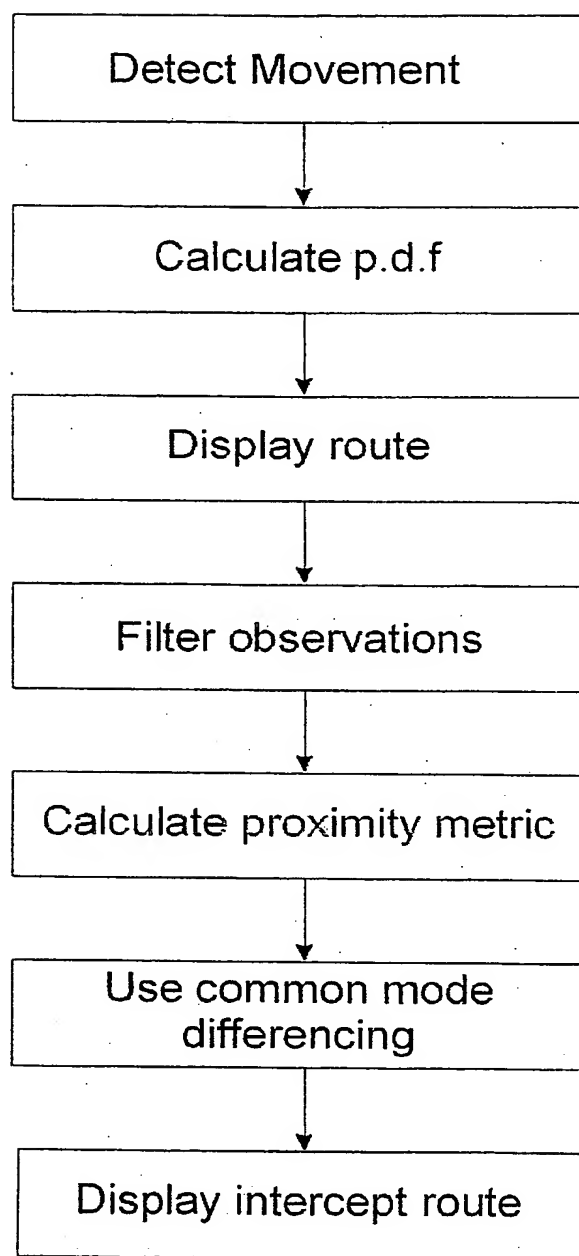 Detect Movement
Calculate p.d.f
Display route
Filter observations
Calculate proximity metric
Use common mode
differencing
Display intercept route